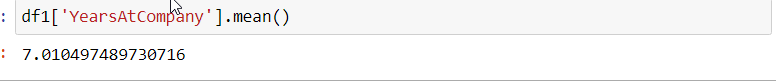 : df1['YearsAtCompany'].mean()
: 7.010497489730716